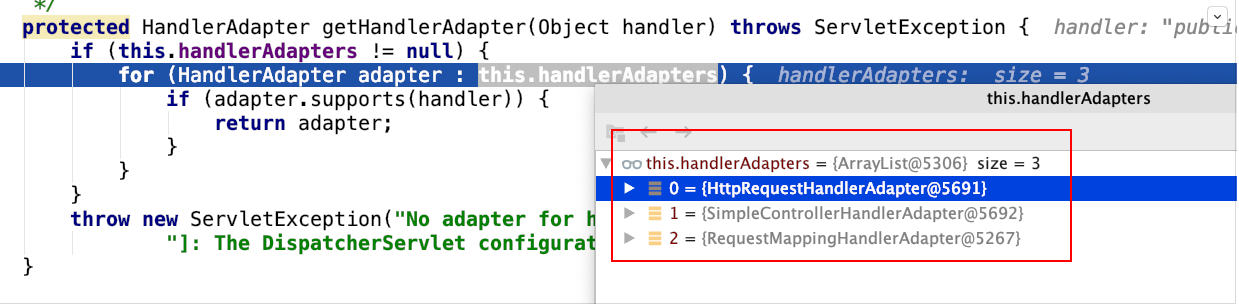 */
protected HandlerAdapter getHandlerAdapter(Object handler) throws ServletException { handler: "public
if (this.handlerAdapters != null) {
for (HandlerAdapter adapter : this.handlerAdapters) { handlerAdapters: size = 3
if (adapter.supports(handler)) {
return adapter;
}
}
}
throw new ServletException("No adapter for h
"]: The DispatcherServlet configurat
}
this.handlerAdapters
this.handlerAdapters = {ArrayList@5306} size = 3
0 = {HttpRequestHandlerAdapter@5691}
1 = {SimpleControllerHandlerAdapter@5692}
2 = {RequestMappingHandlerAdapter@5267}